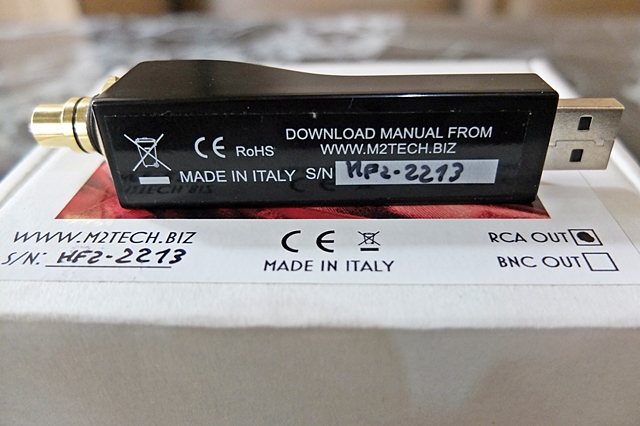 DOWNLOAD MANUAL FROM
WWW.M2TECH.BIZ
CE RoHS
MADE IN ITALY S/N HF2-2213
WWW.M2TECH.BIZ
S/N: HF2-2213
CE
MADE IN ITALY
RCA OUT
BNC OUT